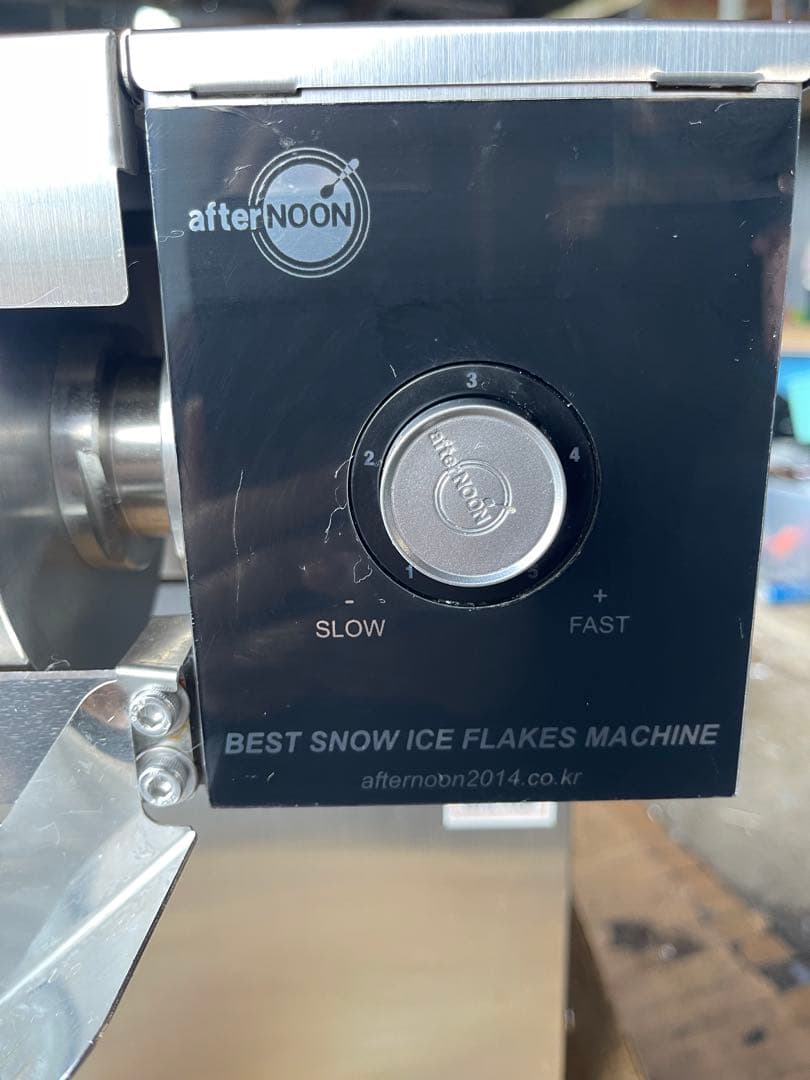 afterNOON
3
2
4
afterNOON
1
5
-
+
SLOW
FAST
BEST SNOW ICE FLAKES MACHINE
afternoon2014.co.kr